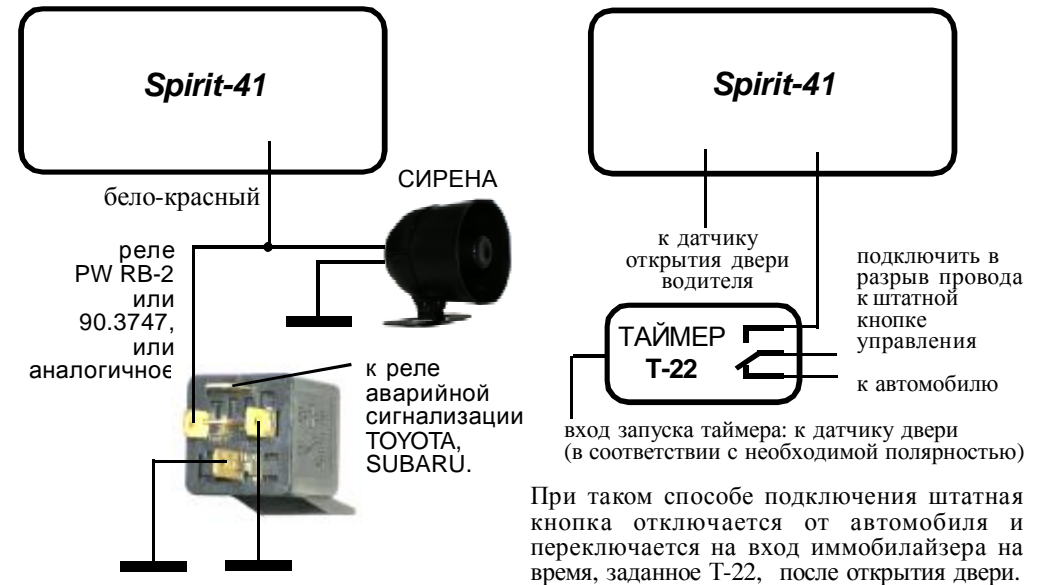 Spirit-41
бело-красный
СИРЕНА
реле
PW RB-2
или
90.3747,
или
аналогичное
к реле
аварийной
сигнализации
TOYOTA,
SUBARU.
Spirit-41
к датчику
открытия двери
водителя
подключить в
разрыв провода
к штатной
кнопке
управления
ТАЙМЕР
Т-22
к автомобилю
вход запуска таймера: к датчику двери
(в соответствии с необходимой полярностью)
При таком способе подключения штатная
кнопка отключается от автомобиля и
переключается на вход иммобилайзера на
время, заданное Т-22, после открытия двери.